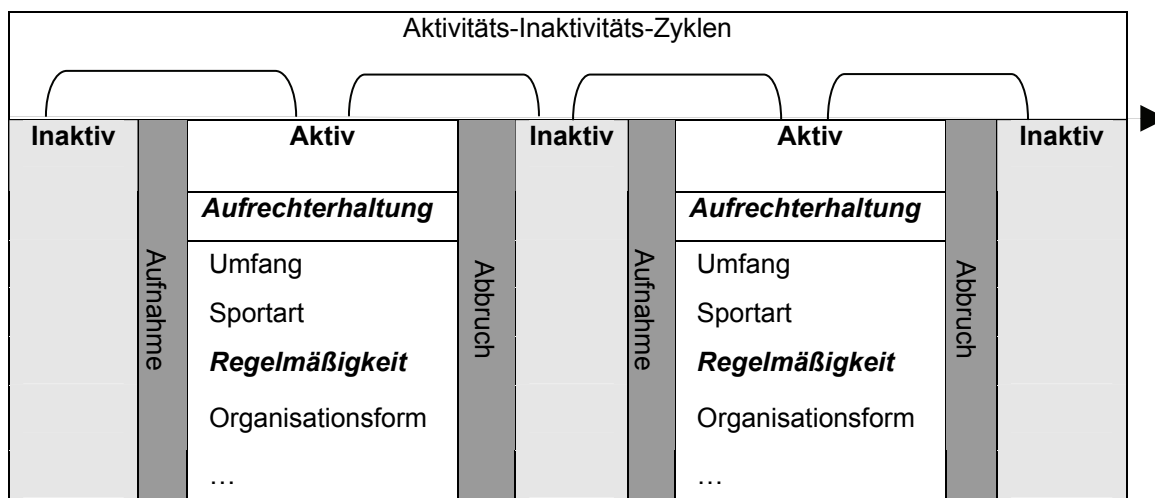 Aktivitäts-Inaktivitäts-Zyklen
Inaktiv
Aufnahme
Aktiv
Aufrechterhaltung
Umfang
Sportart
Regelmäßigkeit
Organisationsform
…
Abbruch
Inaktiv
Aufnahme
Aktiv
Aufrechterhaltung
Umfang
Sportart
Regelmäßigkeit
Organisationsform
…
Abbruch
Inaktiv